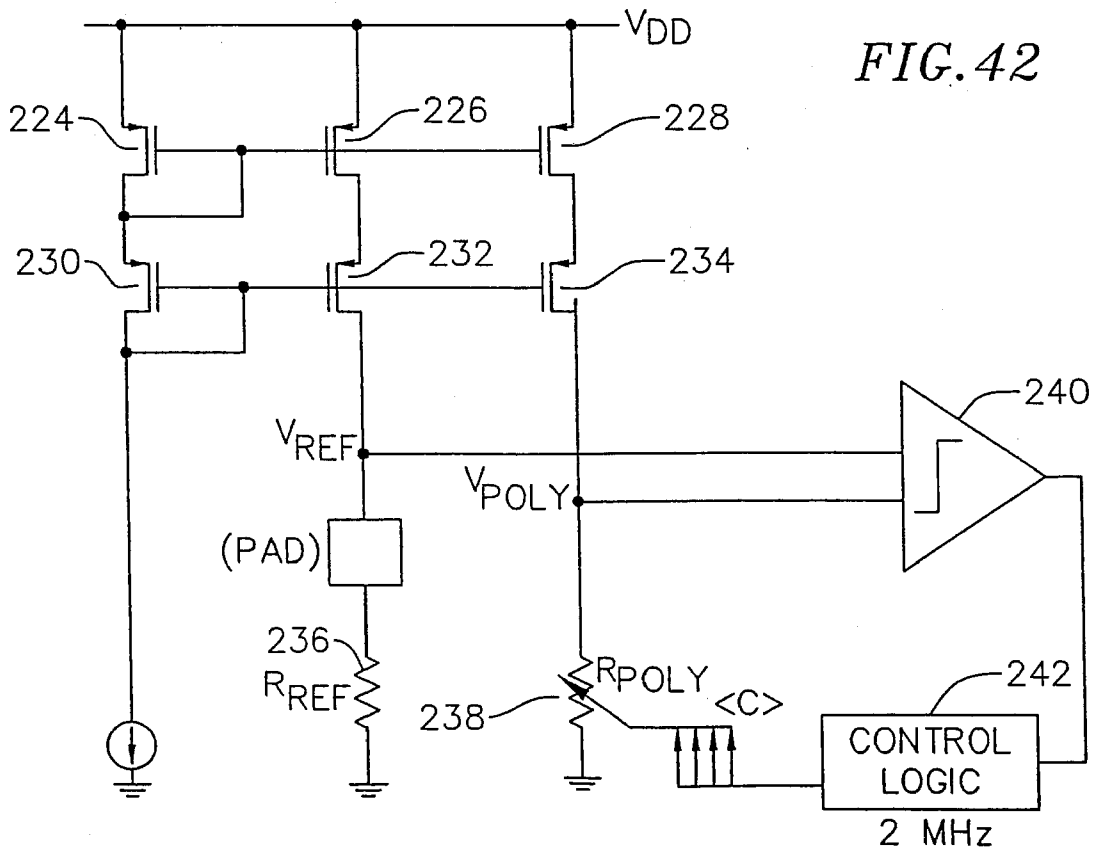 V_DD
FIG. 42
224
226
228
230
232
234
240
V_REF
V_POLY
(PAD)
236
R_REF
R_POLY
238
<C>
242
CONTROL
LOGIC
2 MHz